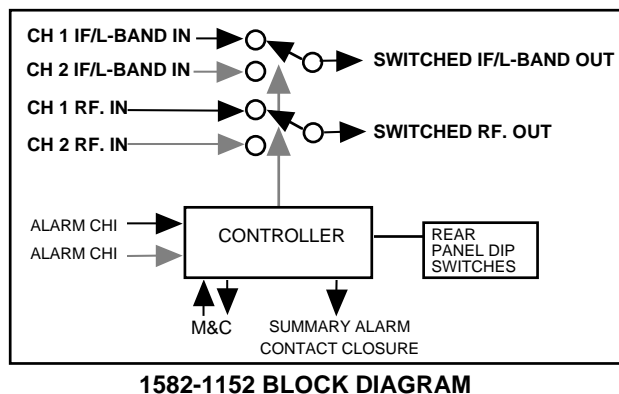 CH 1 IF/L-BAND IN
SWITCHED IF/L-BAND OUT
CH 2 IF/L-BAND IN
CH 1 RF. IN
SWITCHED RF. OUT
CH 2 RF. IN
ALARM CHI
ALARM CHI
CONTROLLER
REAR
PANEL DIP
SWITCHES
M&C
SUMMARY ALARM
CONTACT CLOSURE
1582-1152 BLOCK DIAGRAM